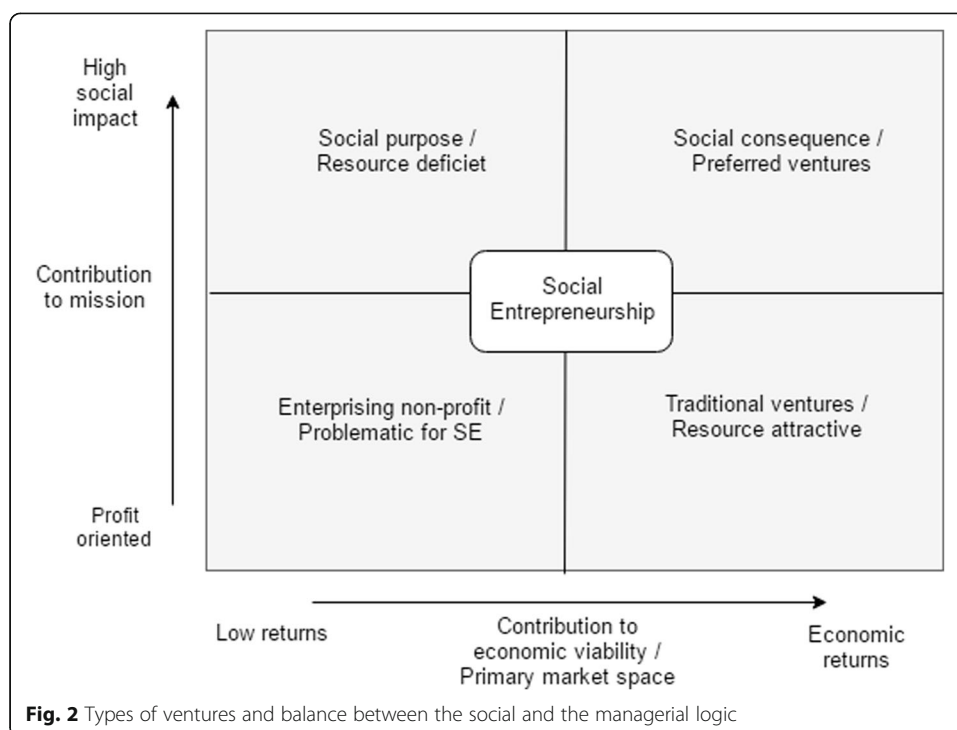 High
social
impact
Social purpose /
Resource deficiet
Social consequence /
Preferred ventures
Contribution
to mission
Social
Entrepreneurship
Enterprising non-profit /
Problematic for SE
Traditional ventures /
Resource attractive
Profit
oriented
Low returns
Contribution to
economic viability /
Primary market space
Economic
returns
Fig. 2 Types of ventures and balance between the social and the managerial logic